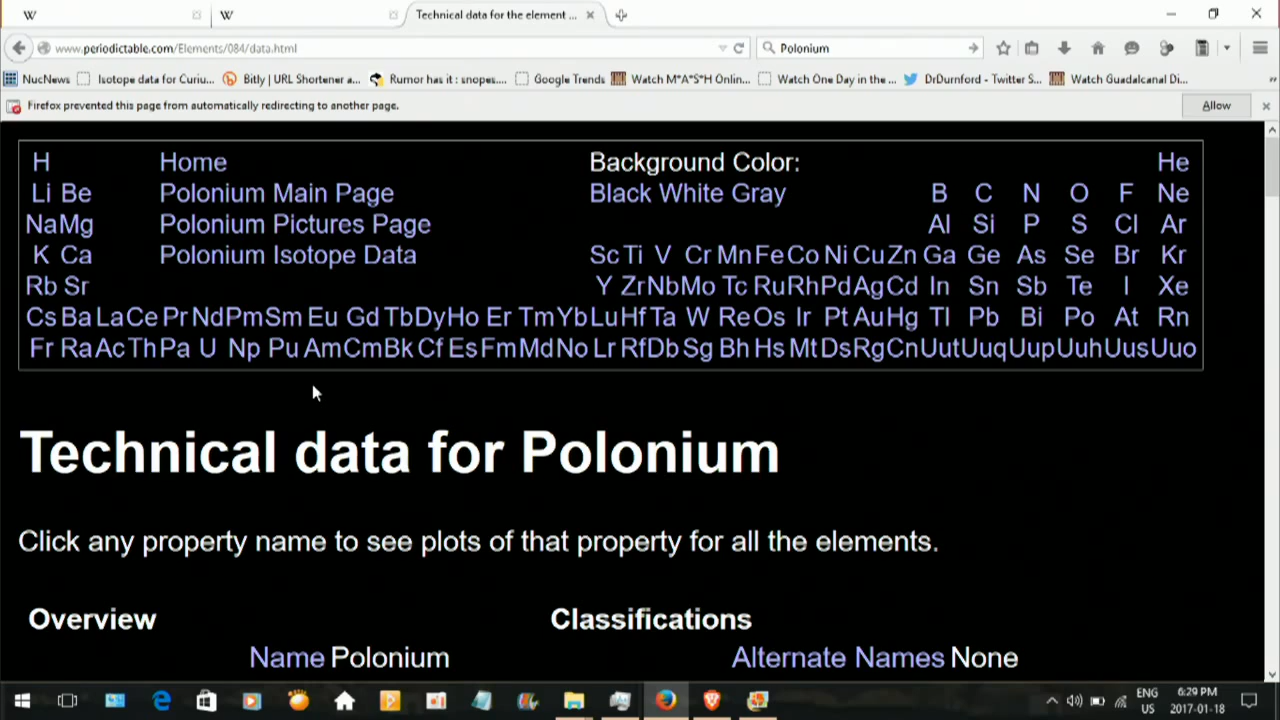 W
W
Technical data for the element ...
www.periodictable.com/Elements/084/data.html
Polonium
NucNews Isotope data for Curiu... Bitly | URL Shortener a... Rumor has it : snopes.... Google Trends Watch M*A*S*H Onlin... Watch One Day in the ... DrDurnford - Twitter S... Watch Guadalcanal Di...
Firefox prevented this page from automatically redirecting to another page. Allow
H Home Background Color: He
Li Be Polonium Main Page Black White Gray B C N O F Ne
Na Mg Polonium Pictures Page Al Si P S Cl Ar
K Ca Polonium Isotope Data Sc Ti V Cr Mn Fe Co Ni Cu Zn Ga Ge As Se Br Kr
Rb Sr Y Zr Nb Mo Tc Ru Rh Pd Ag Cd In Sn Sb Te I Xe
Cs Ba La Ce Pr Nd Pm Sm Eu Gd Tb Dy Ho Er Tm Yb Lu Hf Ta W Re Os Ir Pt Au Hg Tl Pb Bi Po At Rn
Fr Ra Ac Th Pa U Np Pu Am Cm Bk Cf Es Fm Md No Lr Rf Db Sg Bh Hs Mt Ds Rg Cn Uut Uuq Uup Uuh Uus Uuo
Technical data for Polonium
Click any property name to see plots of that property for all the elements.
Overview Classifications
Name Polonium Alternate Names None
ENG 6:29 PM
US 2017-01-18